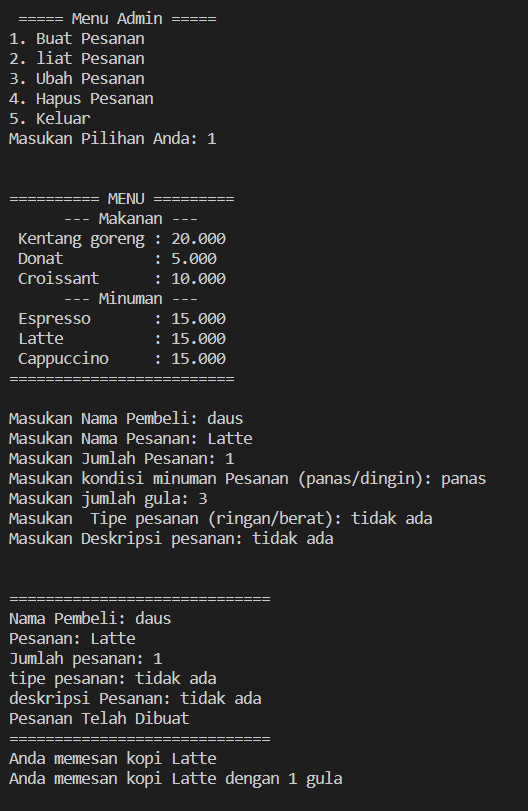 ===== Menu Admin =====
1. Buat Pesanan
2. liat Pesanan
3. Ubah Pesanan
4. Hapus Pesanan
5. Keluar
Masukan Pilihan Anda: 1
========== MENU =========
--- Makanan ---
Kentang goreng : 20.000
Donat          : 5.000
Croissant      : 10.000
--- Minuman ---
Espresso       : 15.000
Latte          : 15.000
Cappuccino     : 15.000
=========================
Masukan Nama Pembeli: daus
Masukan Nama Pesanan: Latte
Masukan Jumlah Pesanan: 1
Masukan kondisi minuman Pesanan (panas/dingin): panas
Masukan jumlah gula: 3
Masukan  Tipe pesanan (ringan/berat): tidak ada
Masukan Deskripsi pesanan: tidak ada
=============================
Nama Pembeli: daus
Pesanan: Latte
Jumlah pesanan: 1
tipe pesanan: tidak ada
deskripsi Pesanan: tidak ada
Pesanan Telah Dibuat
=============================
Anda memesan kopi Latte
Anda memesan kopi Latte dengan 1 gula